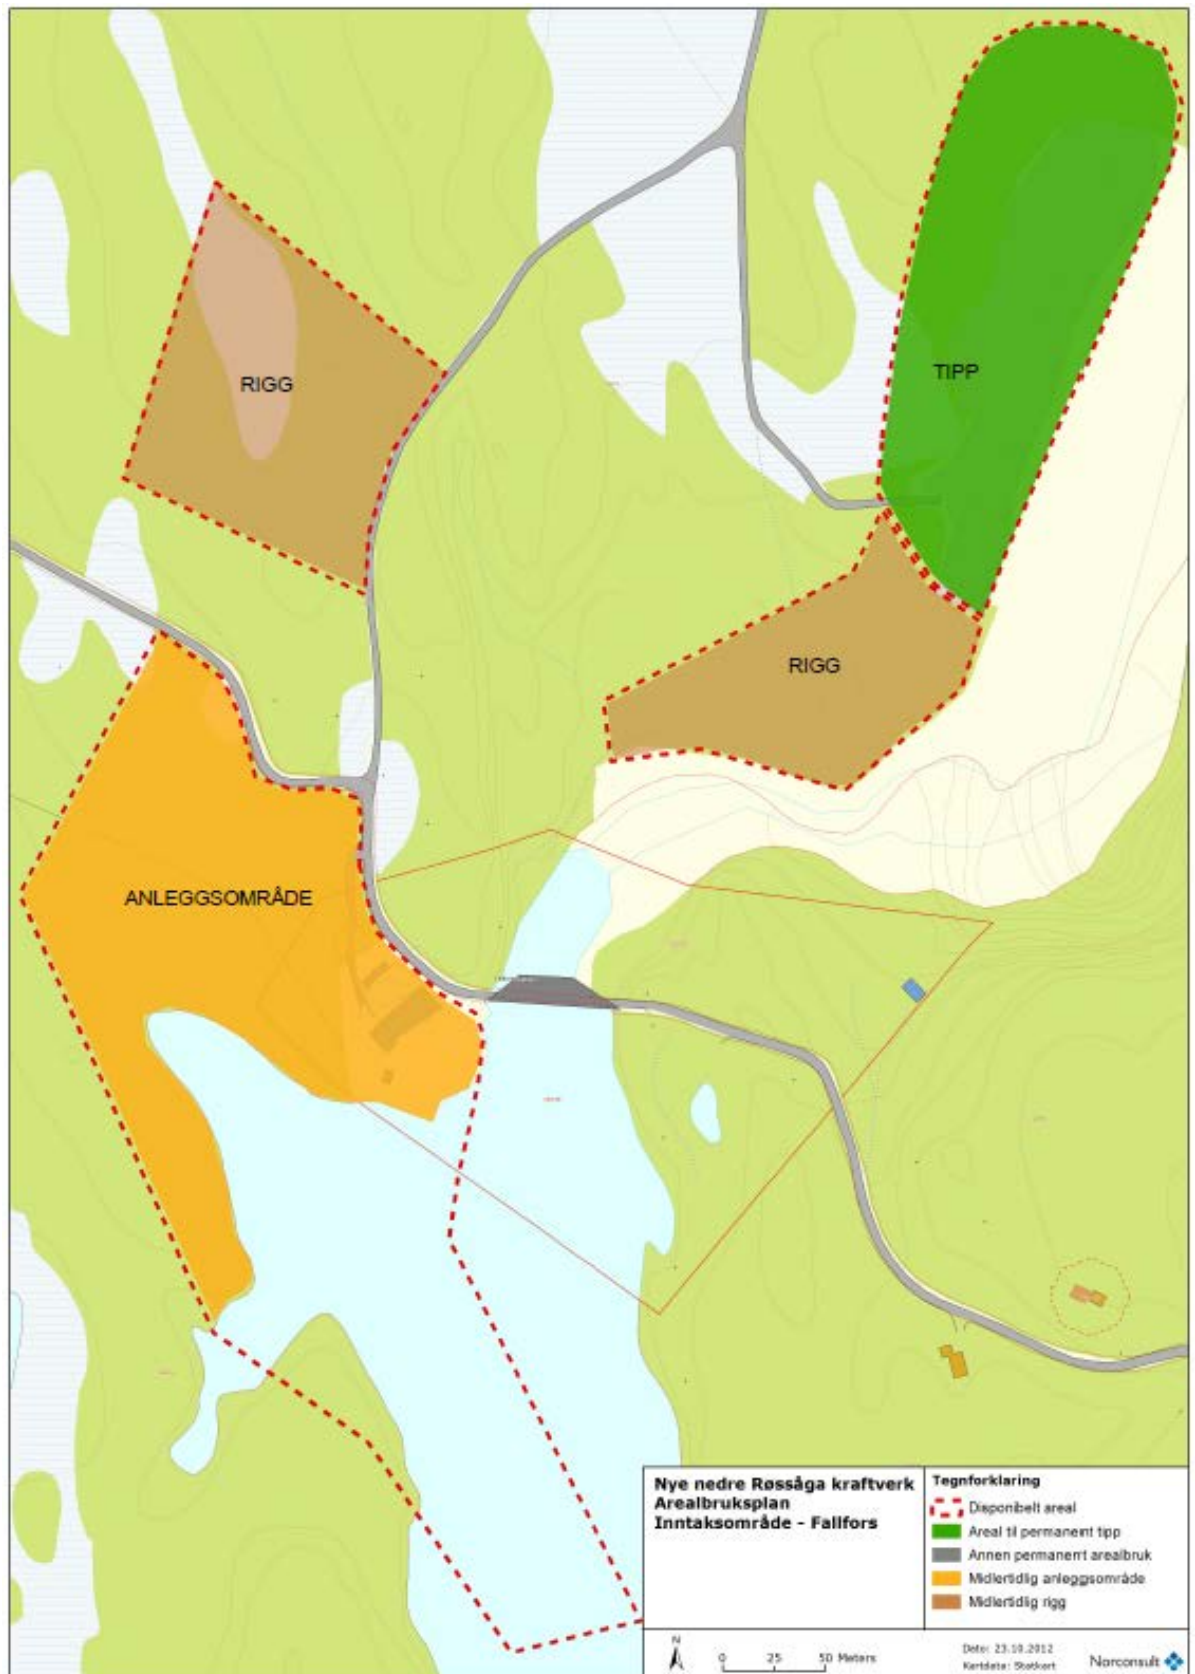 TIPP
RIGG
RIGG
ANLEGGSOMRÅDE
Nye nedre Røssåga kraftverk
Arealbruksplan
Inntaksområde - Fallfors
Tegnforklaring
Disponibelt areal
Areal til permanent tipp
Annen permanent arealbruk
Midlertidig anleggsområde
Midlertidig rigg
N
0 25 50 Meters
Dato: 23.10.2012
Kartdata: Statkart
Norconsult